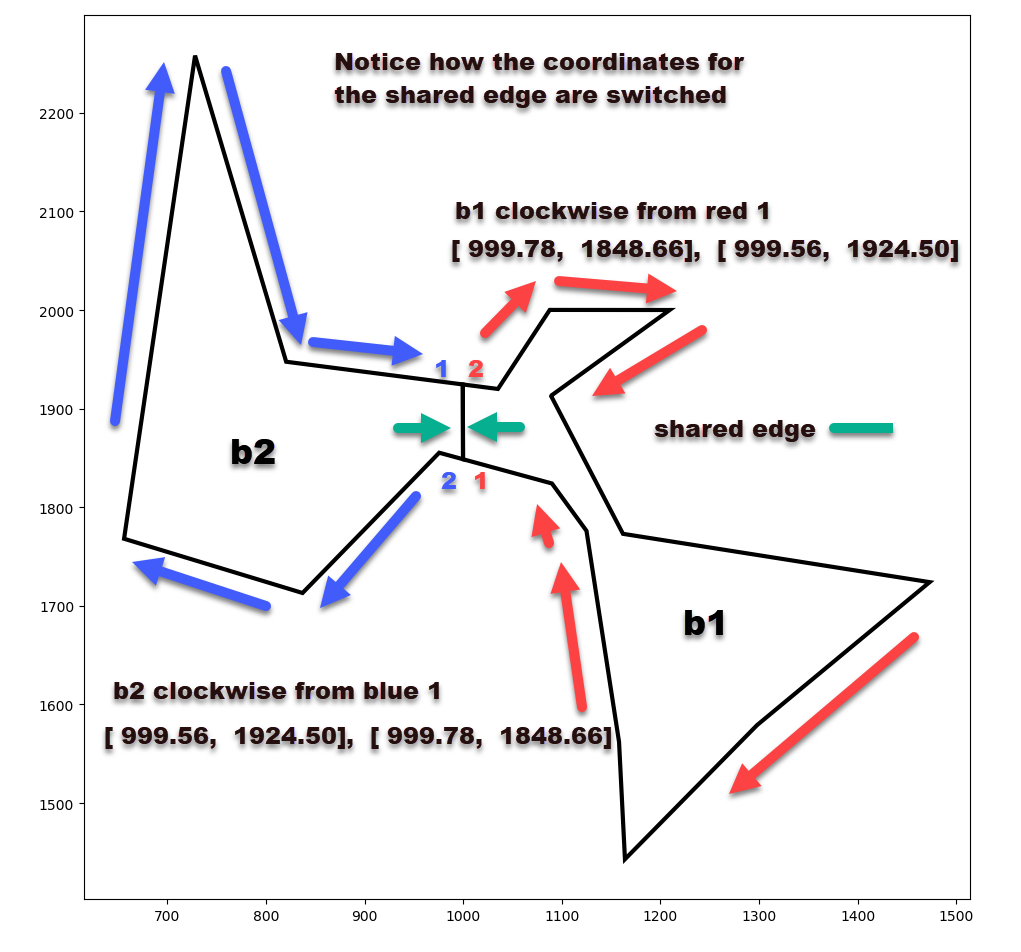 Notice how the coordinates for
the shared edge are switched
2200
2100
b1 clockwise from red 1
[ 999.78, 1848.66], [ 999.56, 1924.50]
2000
1 2
1900
shared edge
b2
2 1
1800
1700
b1
b2 clockwise from blue 1
1600
[ 999.56, 1924.50], [ 999.78, 1848.66]
1500
700 800 900 1000 1100 1200 1300 1400 1500